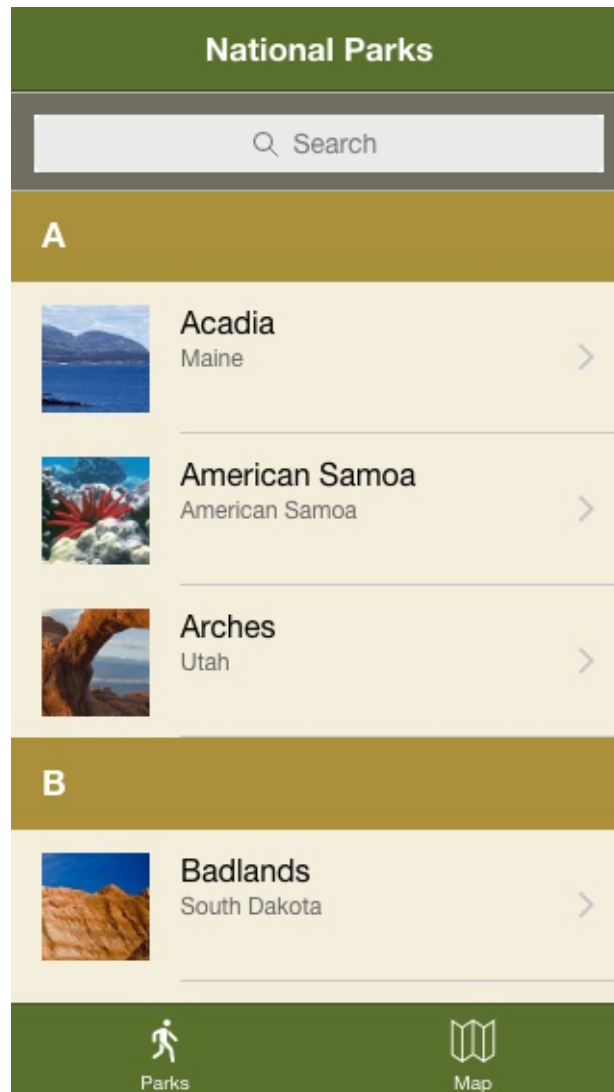 National Parks
Search
A
Acadia
Maine
American Samoa
American Samoa
Arches
Utah
B
Badlands
South Dakota
Parks
Map